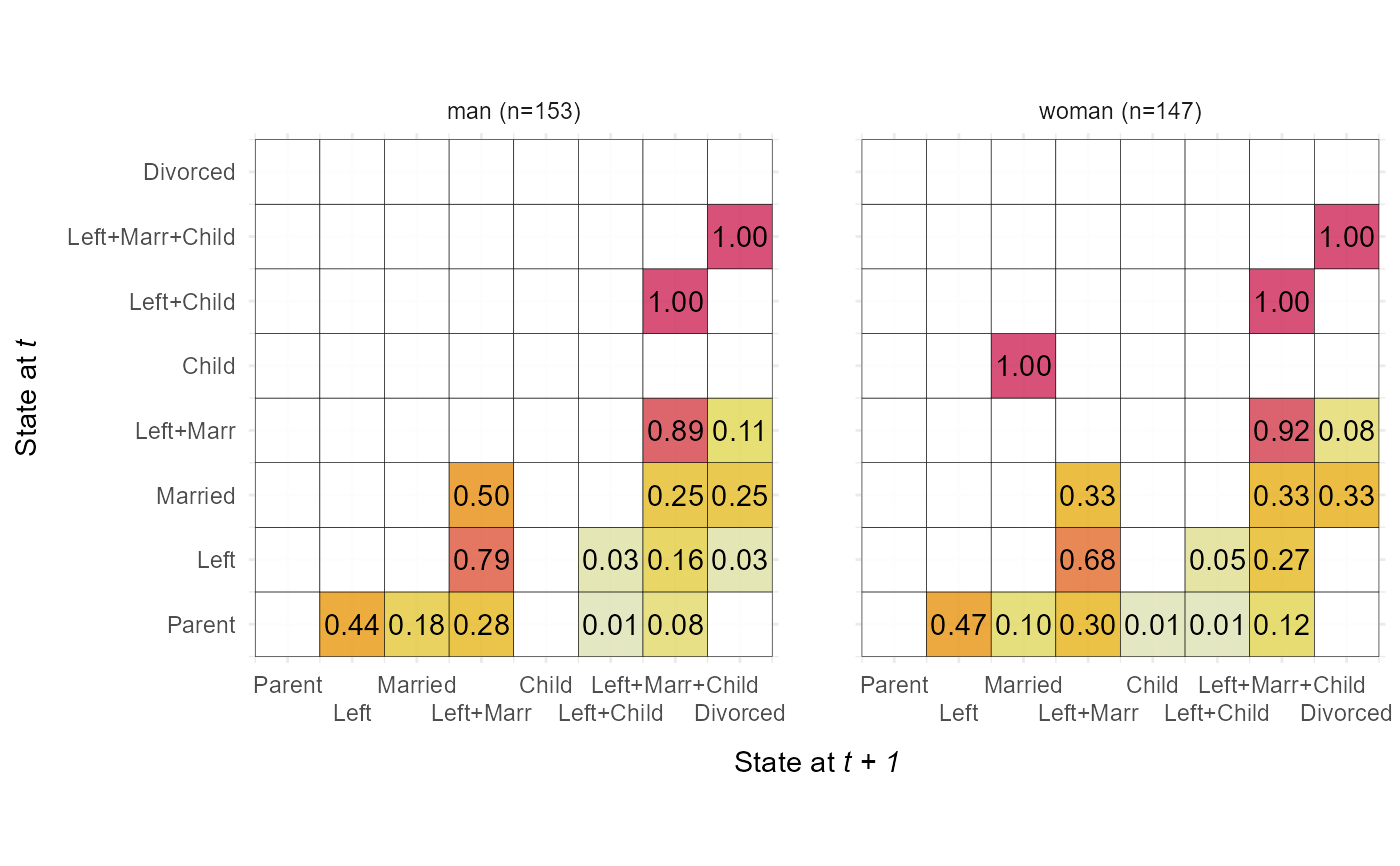 man (n=153) woman (n=147)
Divorced
Left+Marr+Child 1.00 1.00
Left+Child 1.00 1.00
Child 1.00
Left+Marr 0.89 0.11 0.92 0.08
Married 0.50 0.25 0.25 0.33 0.33 0.33
Left 0.79 0.03 0.16 0.03 0.68 0.05 0.27
Parent 0.44 0.18 0.28 0.01 0.08 0.47 0.10 0.30 0.01 0.01 0.12
Parent Married Child Left+Marr+Child Parent Married Child Left+Marr+Child
Left Left+Marr Left+Child Divorced Left Left+Marr Left+Child Divorced
State at t + 1
State at t